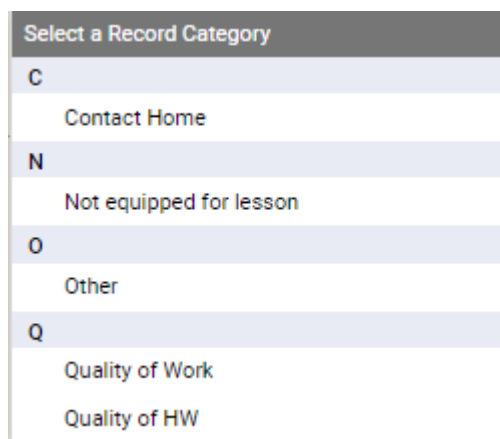 Select a Record Category
C
Contact Home
N
Not equipped for lesson
O
Other
Q
Quality of Work
Quality of HW